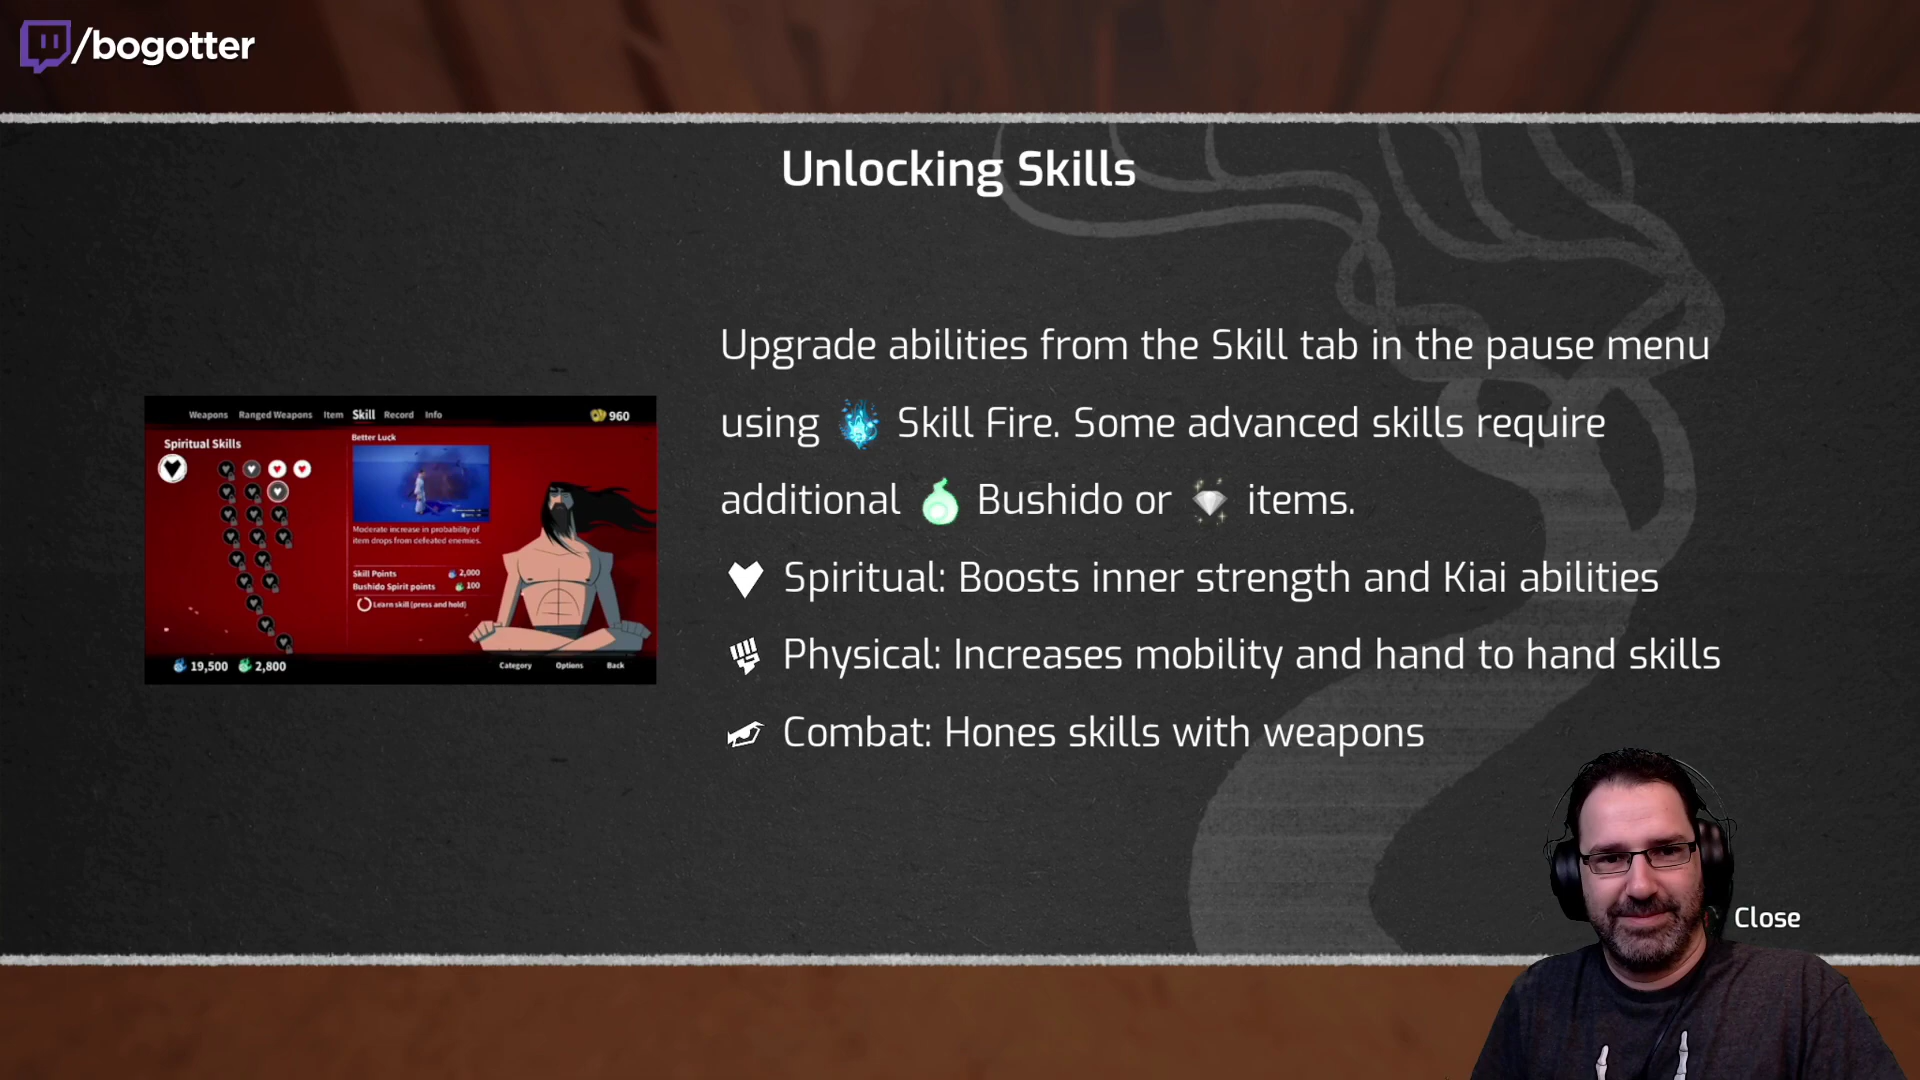 /bogotter
Unlocking Skills
Upgrade abilities from the Skill tab in the pause menu
using Skill Fire. Some advanced skills require
additional Bushido or items.
Spiritual: Boosts inner strength and Kiai abilities
Physical: Increases mobility and hand to hand skills
Combat: Hones skills with weapons
Weapons Ranged Weapons Item Skill Record Info 960
Spiritual Skills
Better Luck
Moderate increase in probability of
item drops from defeated enemies.
Skill Points 2,000
Bushido Spirit points 100
Learn skill (press and hold)
19,500 2,800 Category Options Back
Close